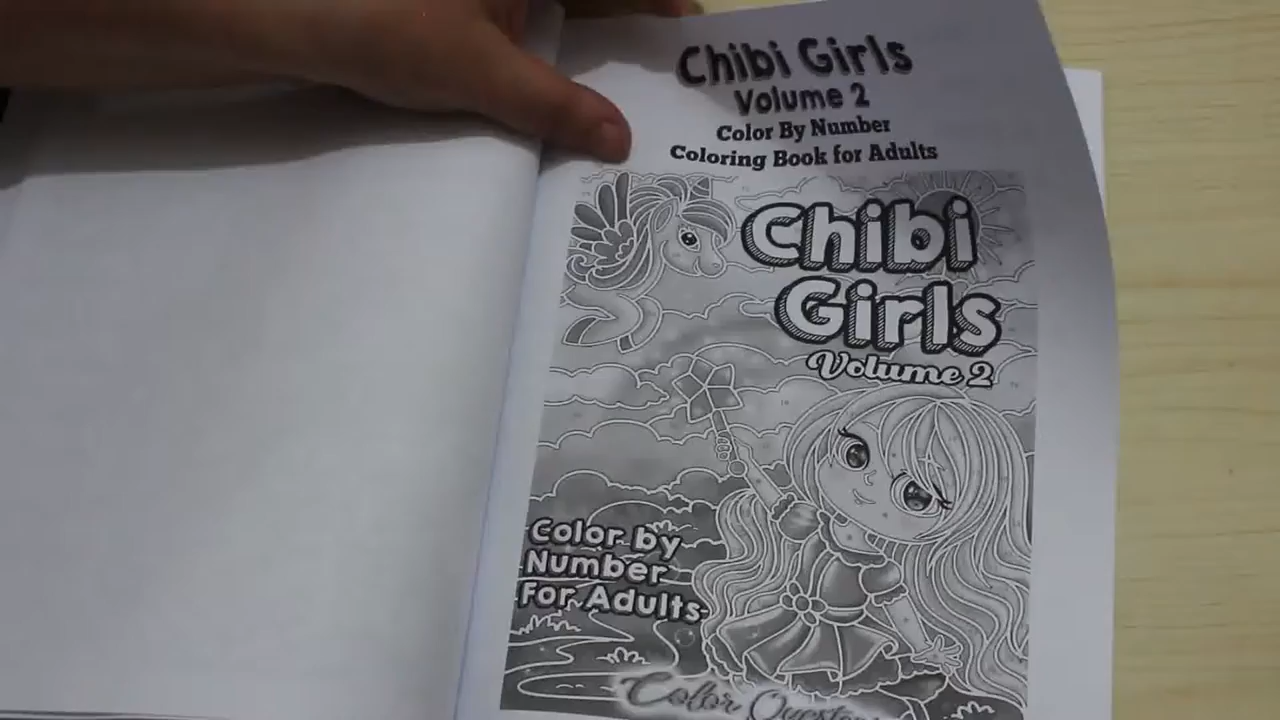 Chibi Girls
Volume 2
Color By Number
Coloring Book for Adults
Chibi
Girls
Volume 2
Color by
Number
For Adults
Color